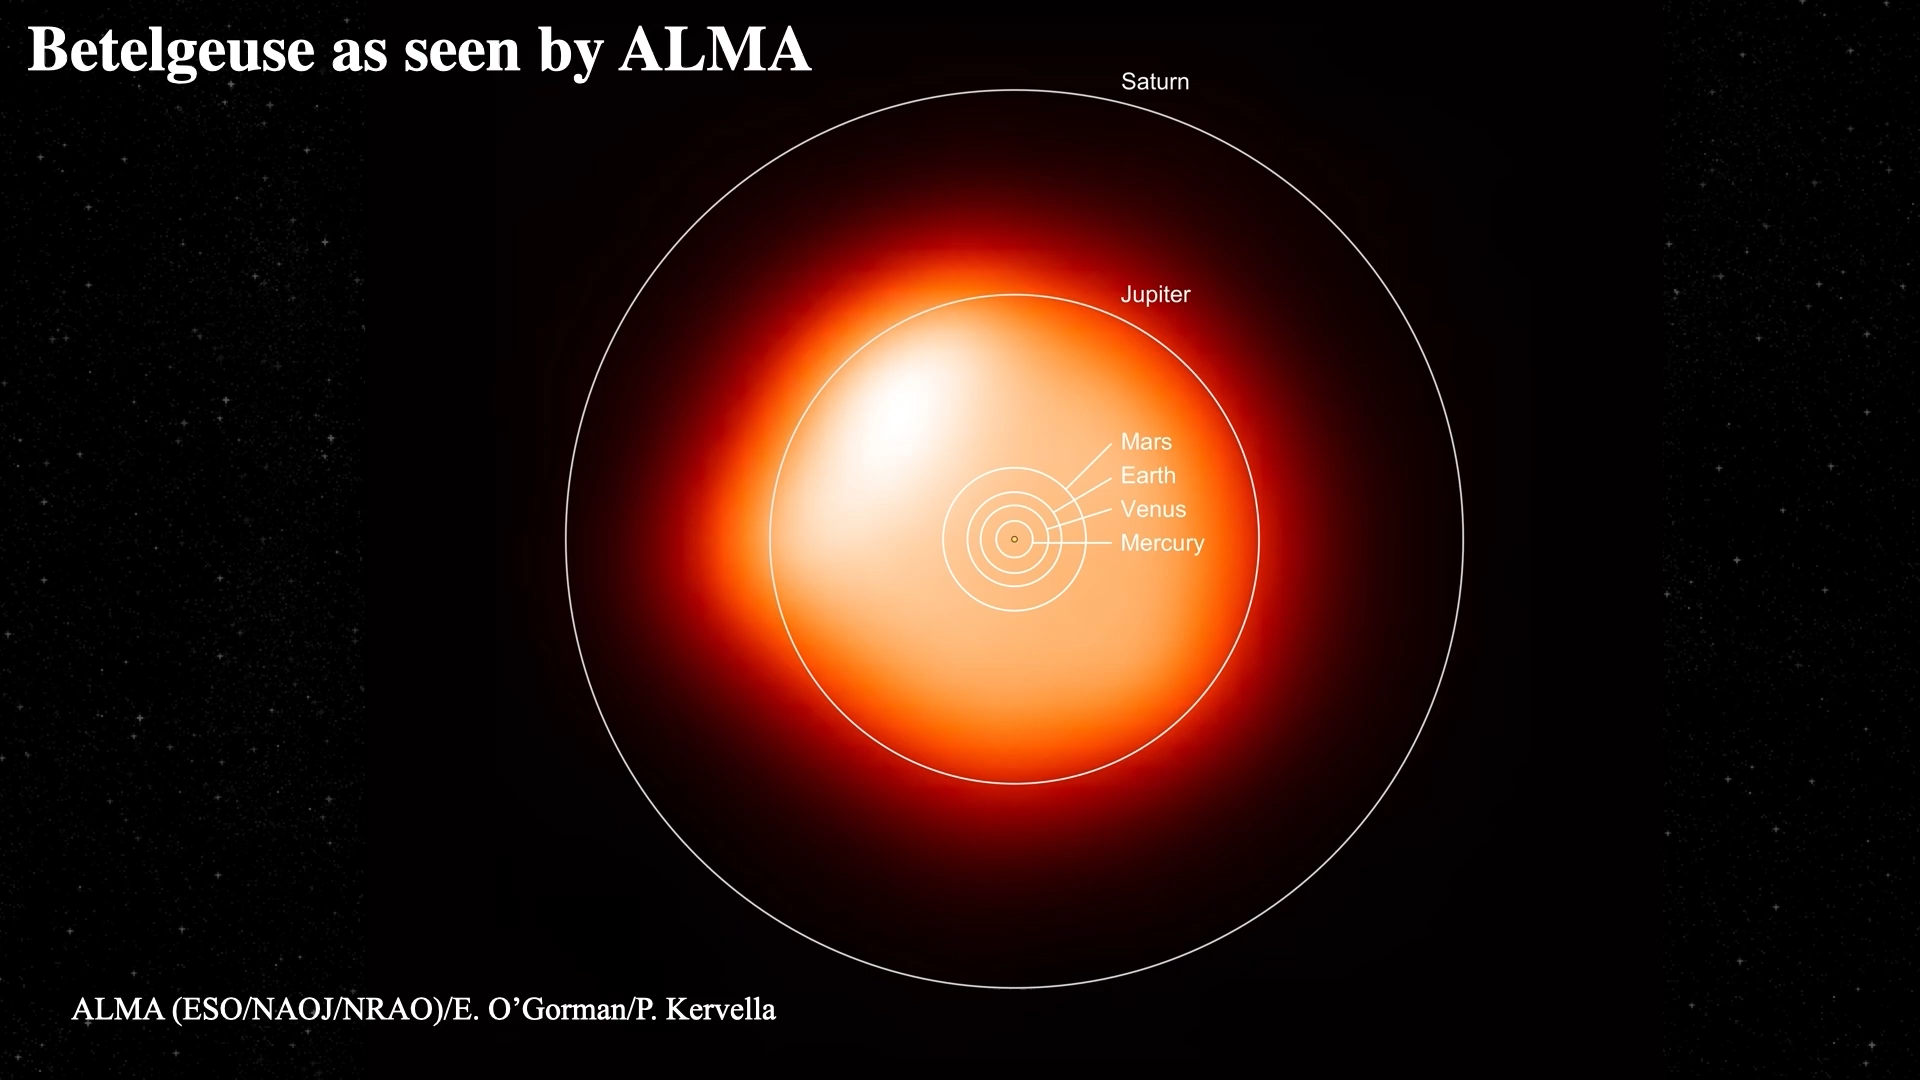 Betelgeuse as seen by ALMA
Saturn
Jupiter
Mars
Earth
Venus
Mercury
ALMA (ESO/NAOJ/NRAO)/E. O’Gorman/P. Kervella